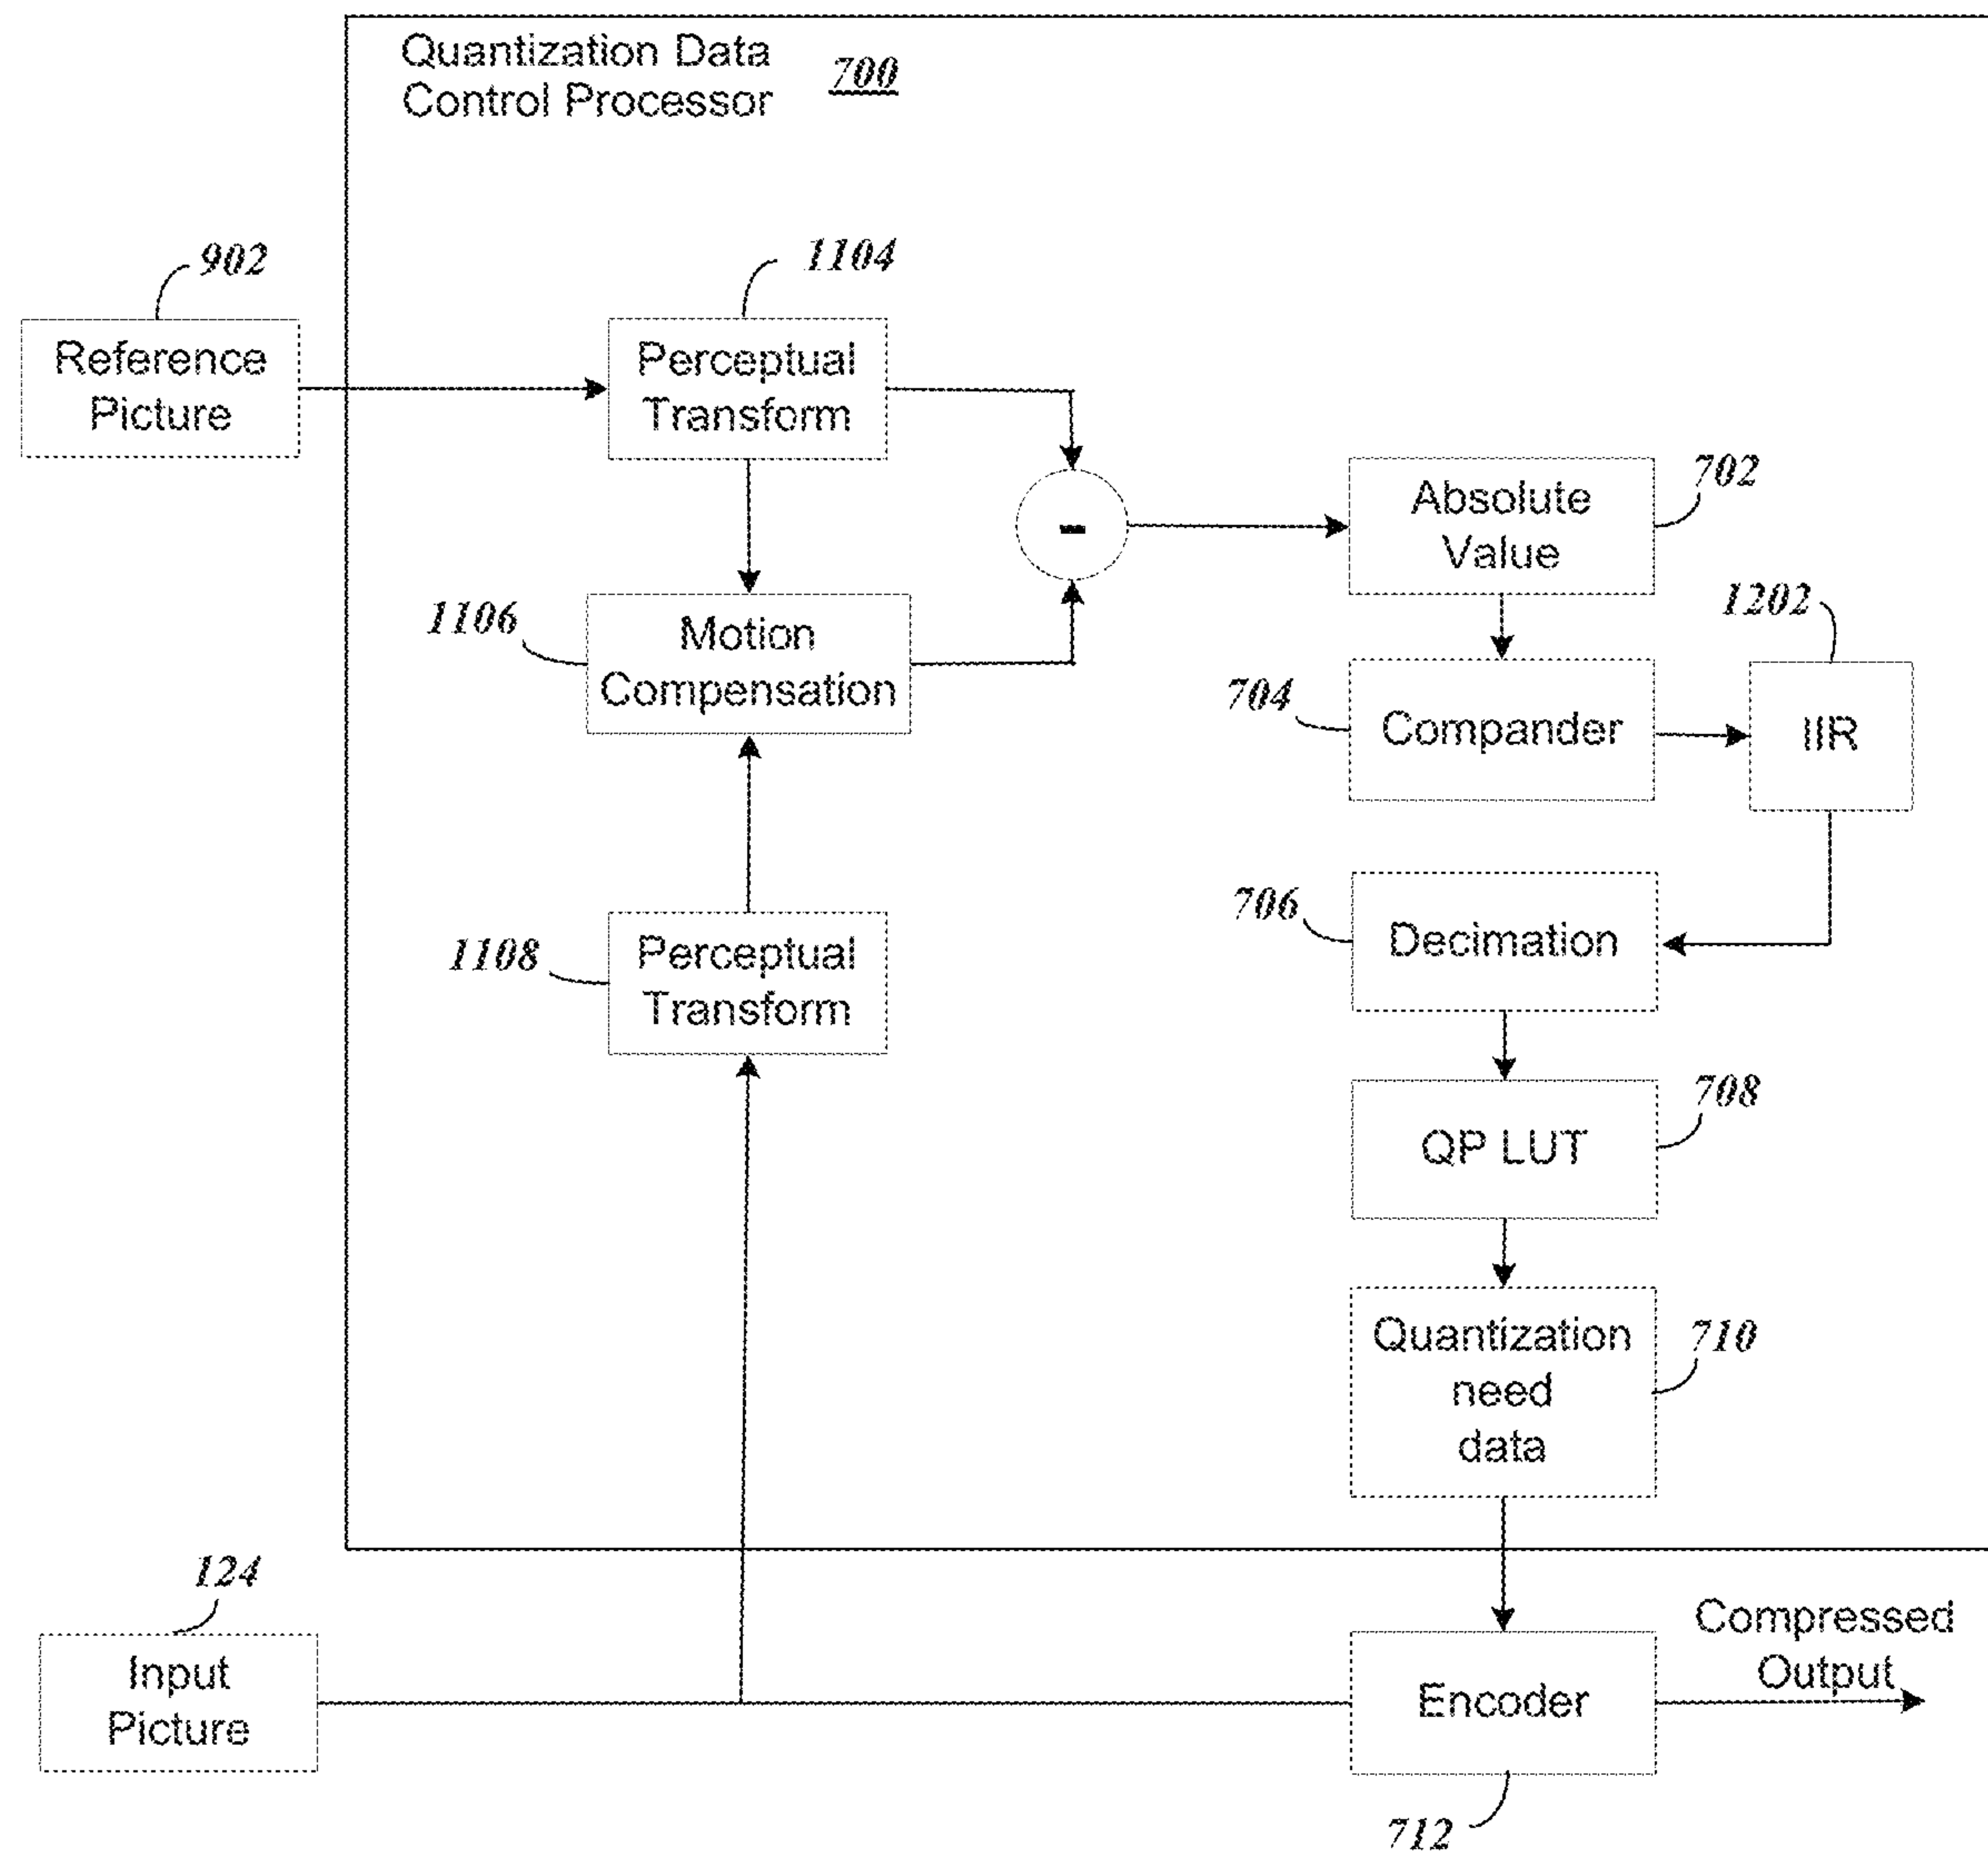 Quantization Data
Control Processor
700
902
Reference
Picture
1104
Perceptual
Transform
-
702
Absolute
Value
1106
Motion
Compensation
704
Compander
1202
IIR
706
Decimation
1108
Perceptual
Transform
708
QP LUT
710
Quantization
need
data
124
Input
Picture
Encoder
712
Compressed
Output